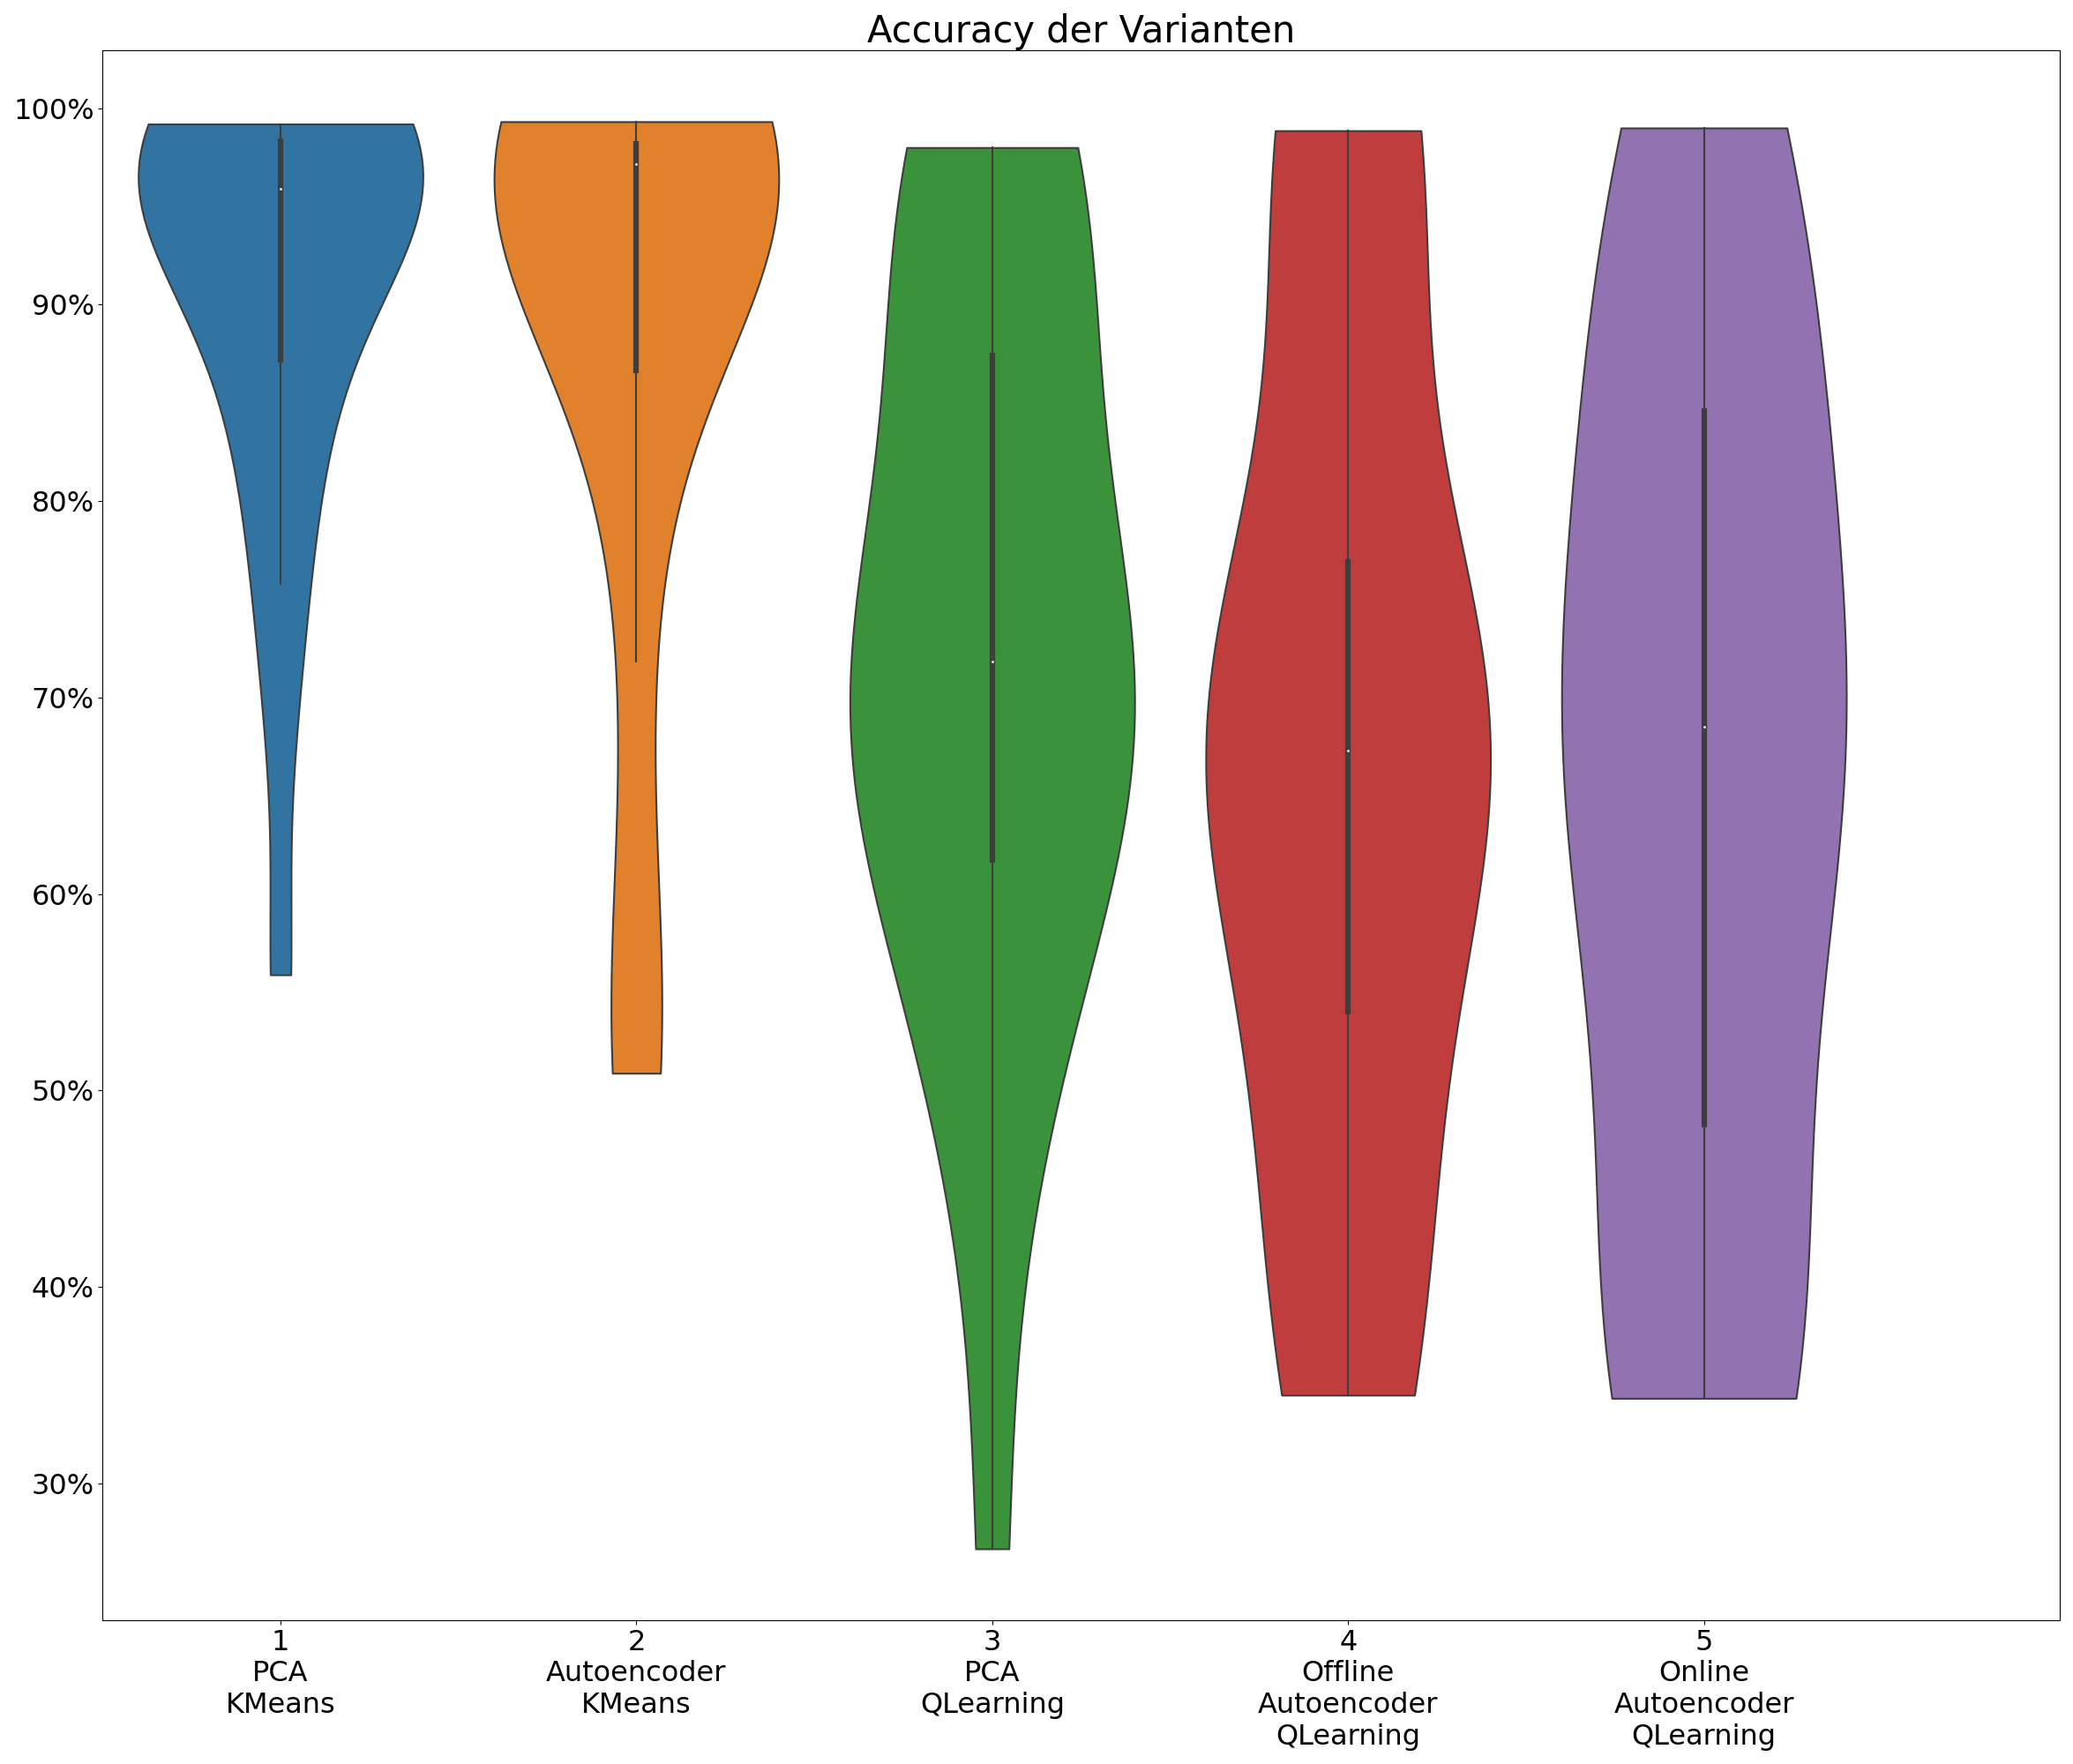 Accuracy der Varianten
100%
90%
80%
70%
60%
50%
40%
30%
1
PCA
KMeans
2
Autoencoder
KMeans
3
PCA
QLearning
4
Offline
Autoencoder
QLearning
5
Online
Autoencoder
QLearning